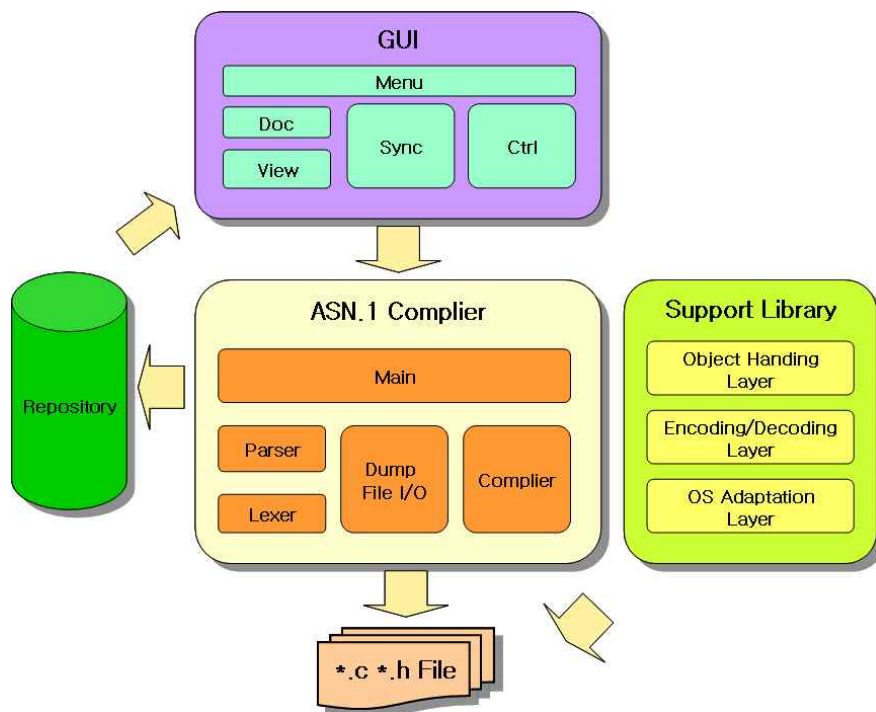 GUI
Menu
Doc
View
Sync
Ctrl
Repository
ASN.1 Complier
Main
Parser
Lexer
Dump
File I/O
Complier
Support Library
Object Handing
Layer
Encoding/Decoding
Layer
OS Adaptation
Layer
*.c *.h File